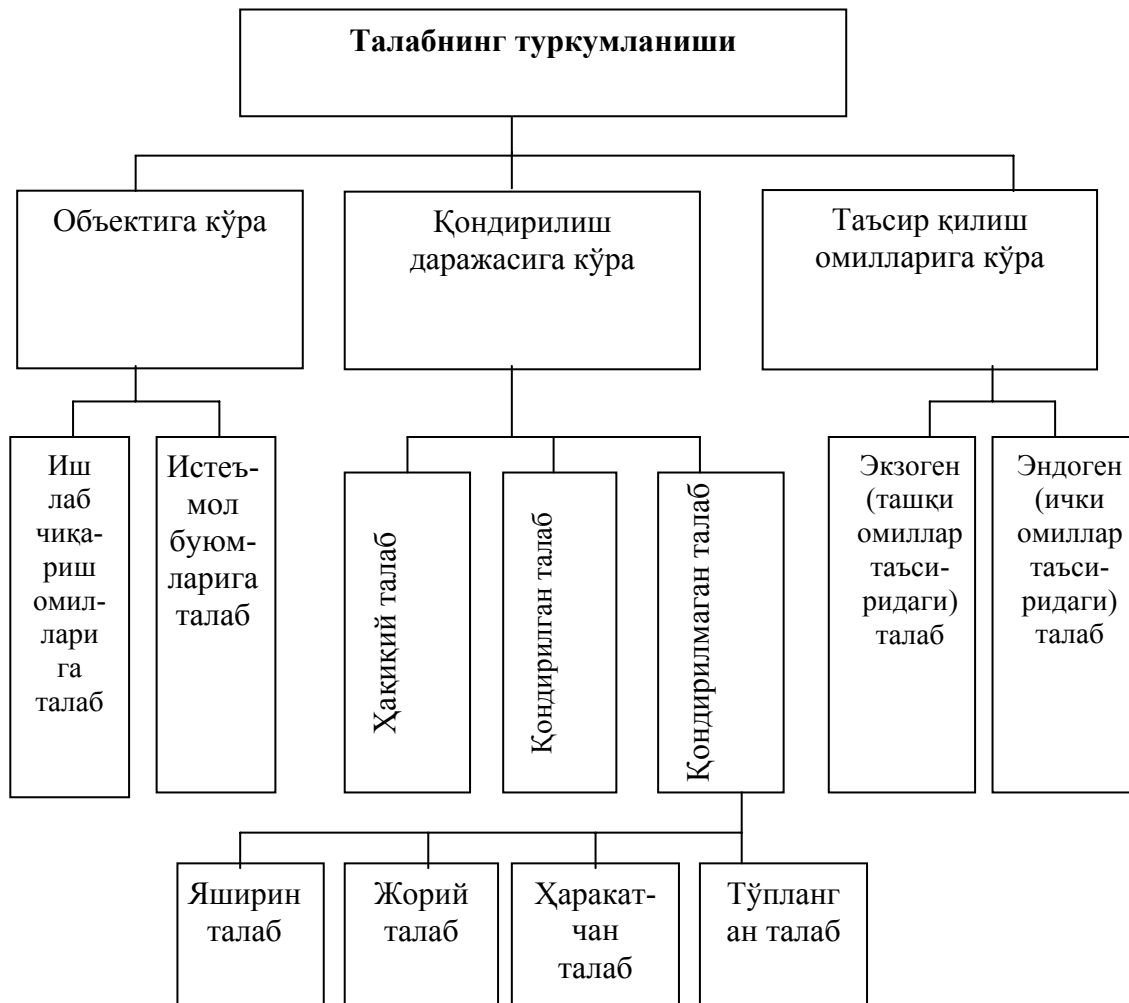 Талабнинг туркумланиши
Объектига кўра
Қондирилиш
даражасига кўра
Таъсир қилиш
омилларига кўра
Иш
лаб
чиқа-
риш
омил-
лари
га
талаб
Истеъ-
мол
буюм-
ларига
талаб
Ҳақиқий талаб
Қондирилган талаб
Қондирилмаган талаб
Экзоген
(ташқи
омиллар
таъси-
ридаги)
талаб
Эндоген
(ички
омиллар
таъси-
ридаги)
талаб
Яширин
талаб
Жорий
талаб
Ҳаракат-
чан
талаб
Тўпланг
ан талаб